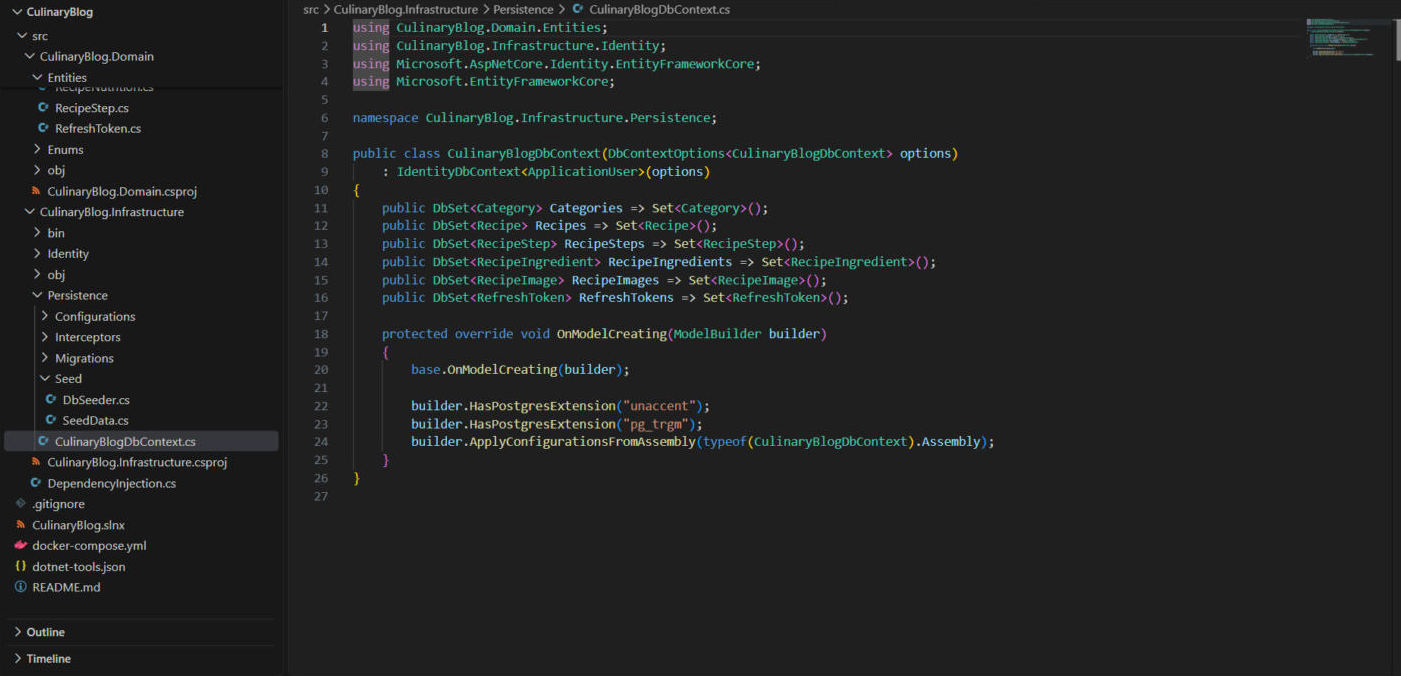 CulinaryBlog
src
CulinaryBlog.Domain
Entities
RecipeNutrition.cs
RecipeStep.cs
RefreshToken.cs
Enums
obj
CulinaryBlog.Domain.csproj
CulinaryBlog.Infrastructure
bin
Identity
obj
Persistence
Configurations
Interceptors
Migrations
Seed
DbSeeder.cs
SeedData.cs
CulinaryBlogDbContext.cs
CulinaryBlog.Infrastructure.csproj
DependencyInjection.cs
.gitignore
CulinaryBlog.slnx
docker-compose.yml
dotnet-tools.json
README.md
Outline
Timeline
src > CulinaryBlog.Infrastructure > Persistence > CulinaryBlogDbContext.cs
1 using CulinaryBlog.Domain.Entities;
2 using CulinaryBlog.Infrastructure.Identity;
3 using Microsoft.AspNetCore.Identity.EntityFrameworkCore;
4 using Microsoft.EntityFrameworkCore;
5
6 namespace CulinaryBlog.Infrastructure.Persistence;
7
8 public class CulinaryBlogDbContext(DbContextOptions<CulinaryBlogDbContext> options)
9     : IdentityDbContext<ApplicationUser>(options)
10 {
11     public DbSet<Category> Categories => Set<Category>();
12     public DbSet<Recipe> Recipes => Set<Recipe>();
13     public DbSet<RecipeStep> RecipeSteps => Set<RecipeStep>();
14     public DbSet<RecipeIngredient> RecipeIngredients => Set<RecipeIngredient>();
15     public DbSet<RecipeImage> RecipeImages => Set<RecipeImage>();
16     public DbSet<RefreshToken> RefreshTokens => Set<RefreshToken>();
17
18     protected override void OnModelCreating(ModelBuilder builder)
19     {
20         base.OnModelCreating(builder);
21
22         builder.HasPostgresExtension("unaccent");
23         builder.HasPostgresExtension("pg_trgm");
24         builder.ApplyConfigurationsFromAssembly(typeof(CulinaryBlogDbContext).Assembly);
25     }
26 }
27